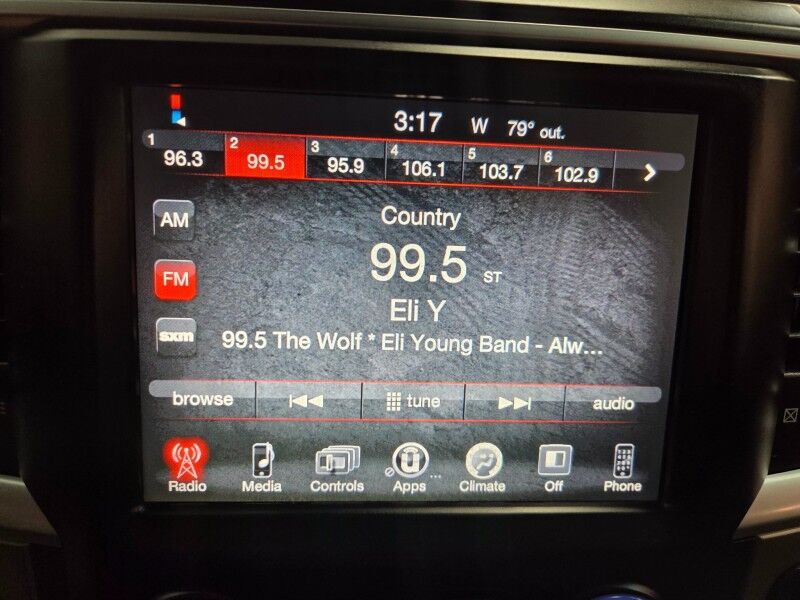 3:17 W 79° out.
1 96.3 2 99.5 3 95.9 4 106.1 5 103.7 6 102.9
AM
Country
99.5 ST
FM
Eli Y
sxm
99.5 The Wolf * Eli Young Band - Alw...
browse tune audio
Radio Media Controls Apps ... Climate Off Phone